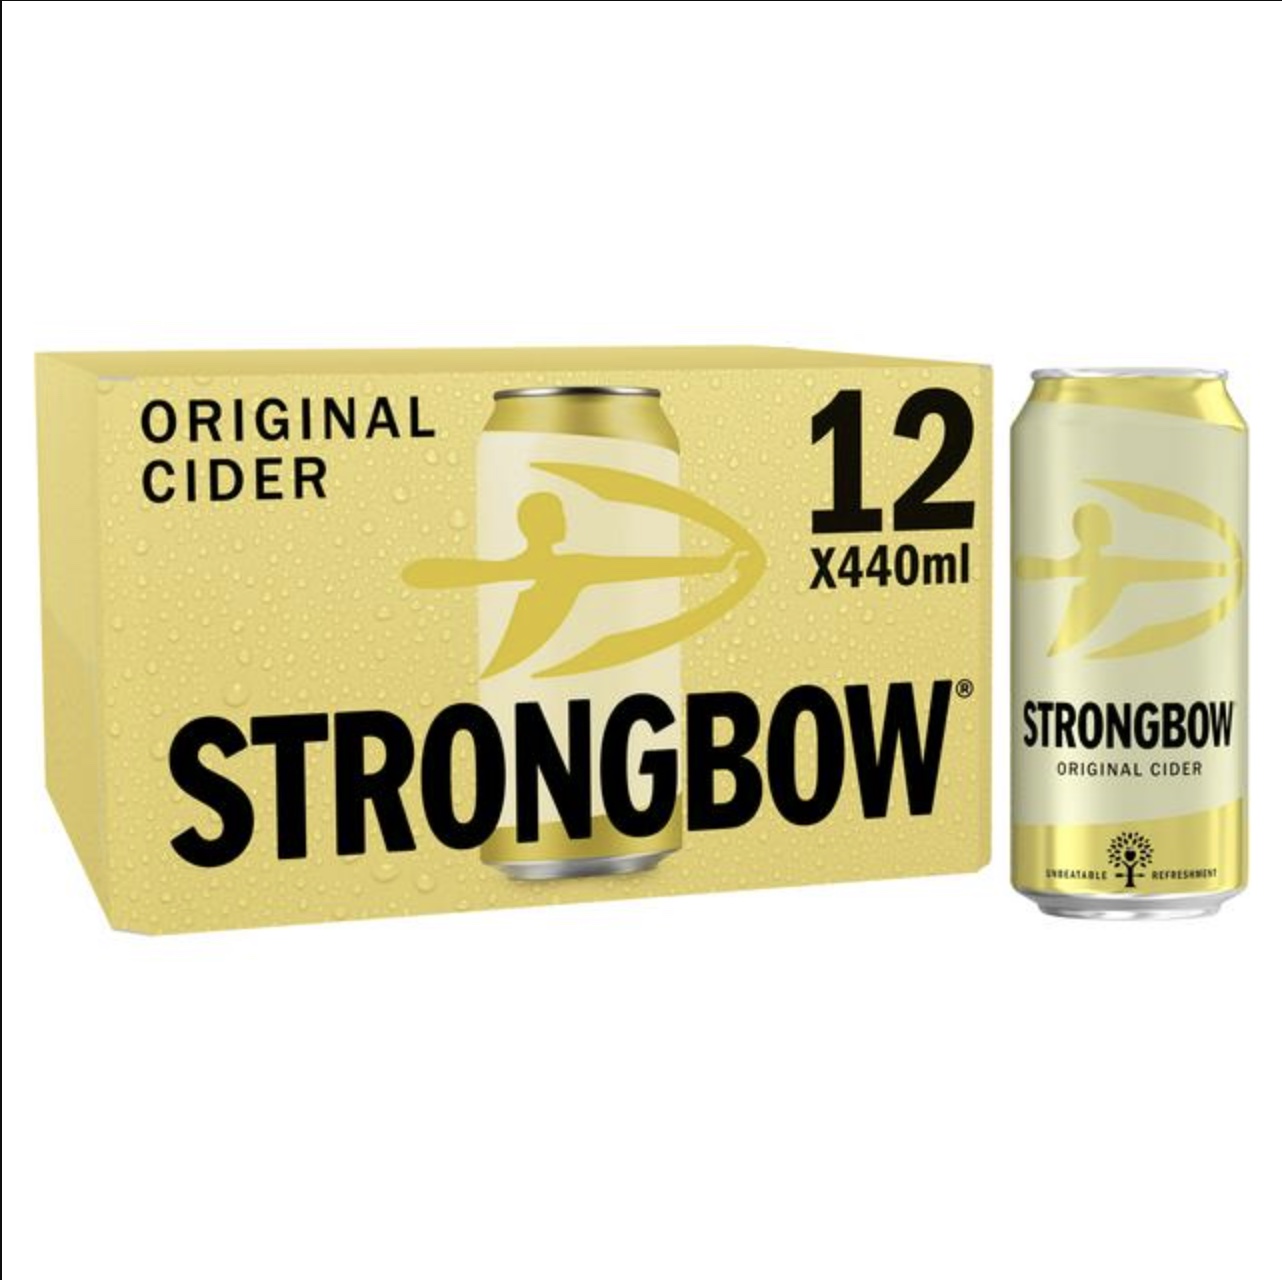 ORIGINAL
CIDER
12
X440ml
STRONGBOW®
STRONGBOW
ORIGINAL CIDER
UNBEATABLE REFRESHMENT